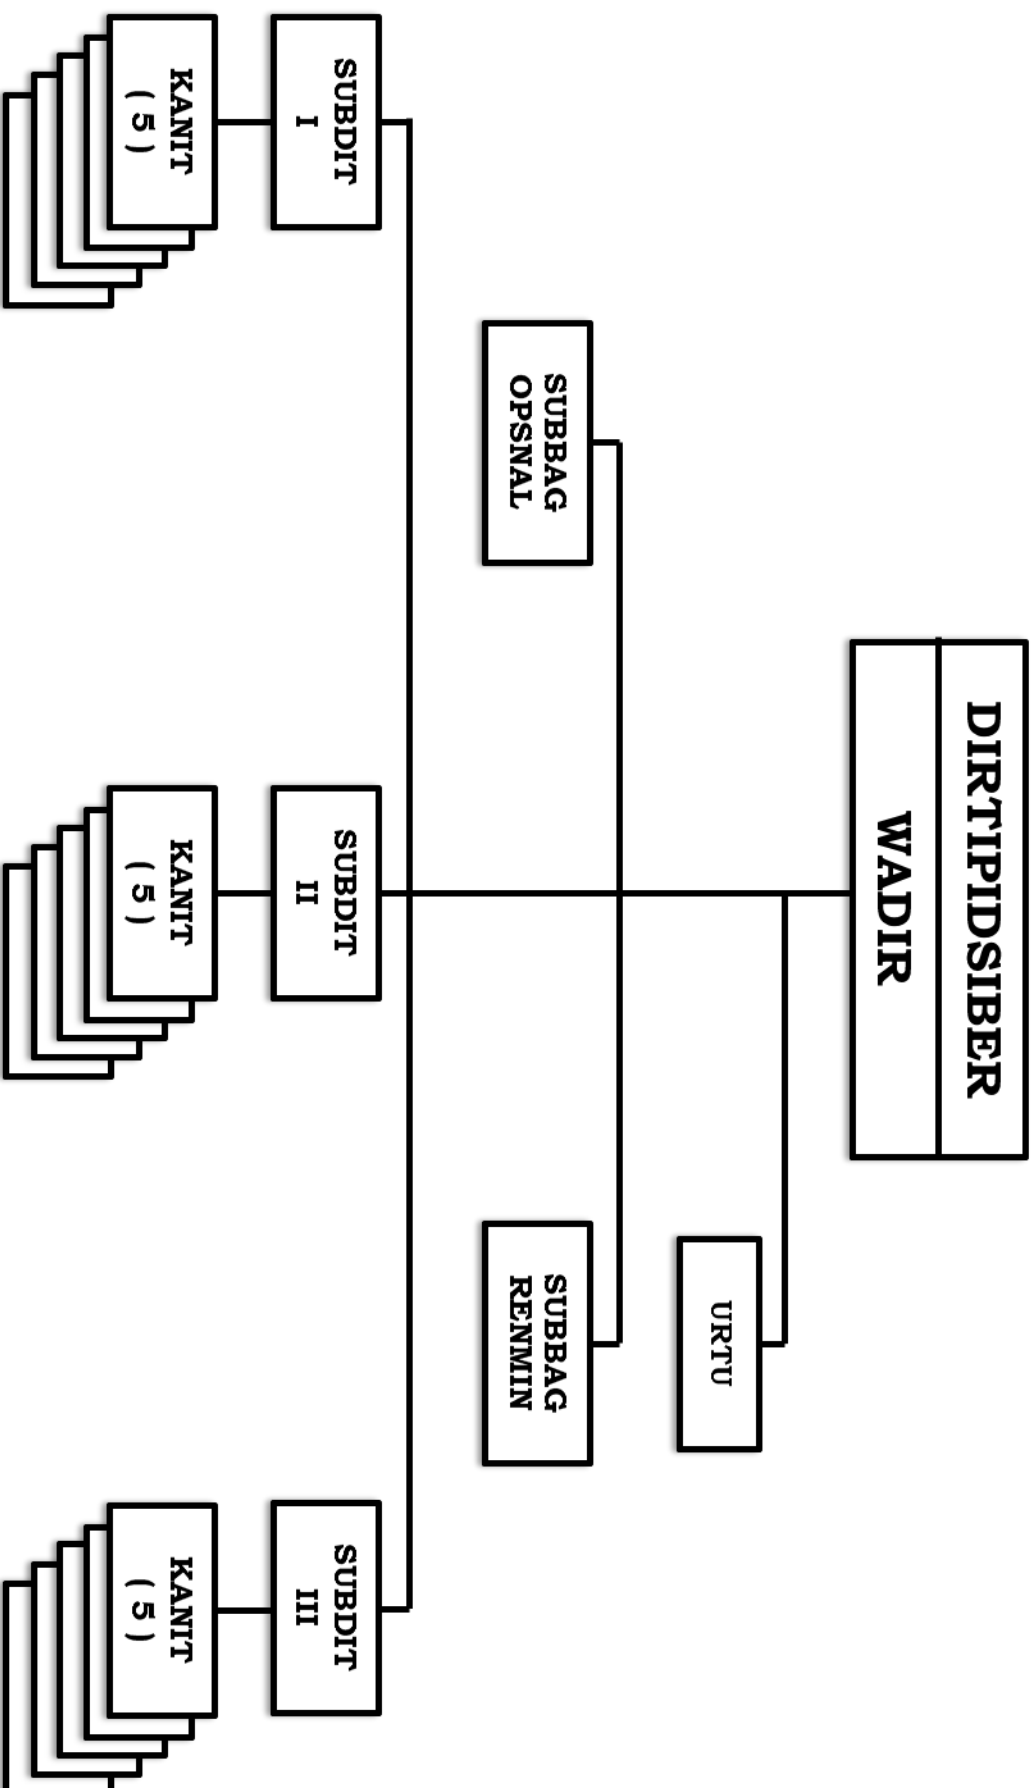 DIRTIPIDSIBER
WADIR
URTU
SUBBAG
OPSNAL
SUBBAG
RENMIN
SUBDIT
I
SUBDIT
II
SUBDIT
III
KANIT
(5)
KANIT
(5)
KANIT
(5)